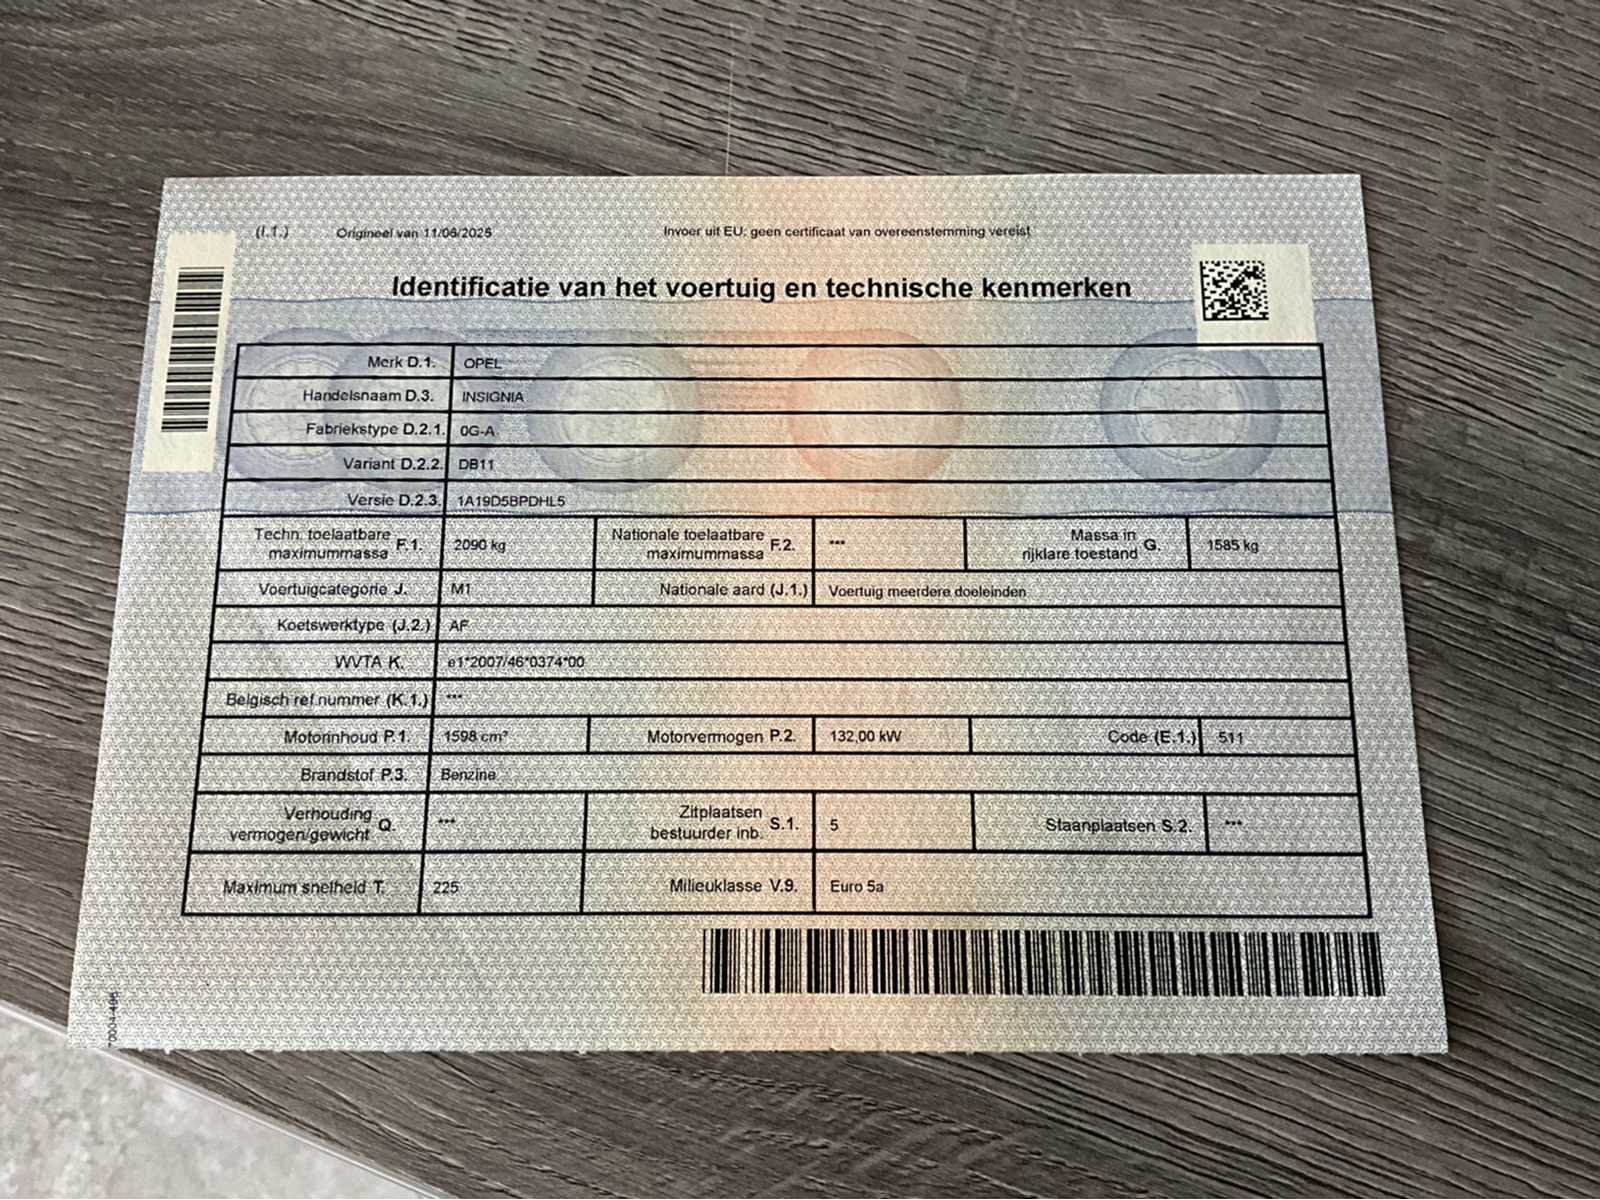 (I.1.) Origineel van 11/06/2025 Invoer uit EU: geen certificaat van overeenstemming vereist
Identificatie van het voertuig en technische kenmerken
Merk D.1. OPEL
Handelsnaam D.3. INSIGNIA
Fabriekstype D.2.1. 0G-A
Variant D.2.2. DB11
Versie D.2.3. 1A19D5BPDHL5
Techn. toelaatbare maximummassa F.1. 2090 kg Nationale toelaatbare maximummassa F.2. *** Massa in rijklare toestand G. 1585 kg
Voertuigcategorie J. M1 Nationale aard (J.1.) Voertuig meerdere doeleinden
Koetswerktype (J.2.) AF
WVTA K. e1*2007/46*0374*00
Belgisch ref.nummer (K.1.) ***
Motorinhoud P.1. 1598 cm³ Motorvermogen P.2. 132,00 kW Code (E.1.) 511
Brandstof P.3. Benzine
Verhouding vermogen/gewicht Q. *** Zitplaatsen bestuurder inb. S.1. 5 Staanplaatsen S.2. ***
Maximum snelheid T. 225 Milieuklasse V.9. Euro 5a